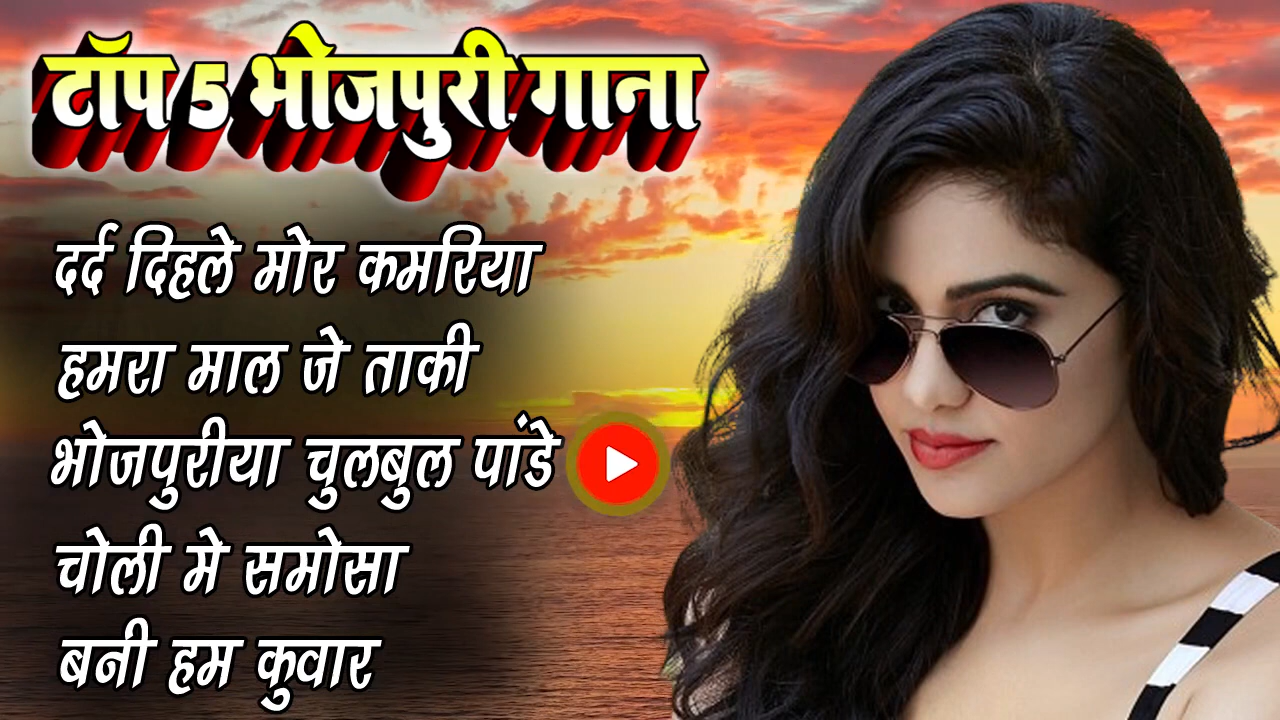 टॉप 5 भोजपुरी गाना
दर्द दिहले मोर कमरिया
हमरा माल जे ताकी
भोजपुरीया चुलबुल पांडे
चोली मे समोसा
बनी हम कुवार